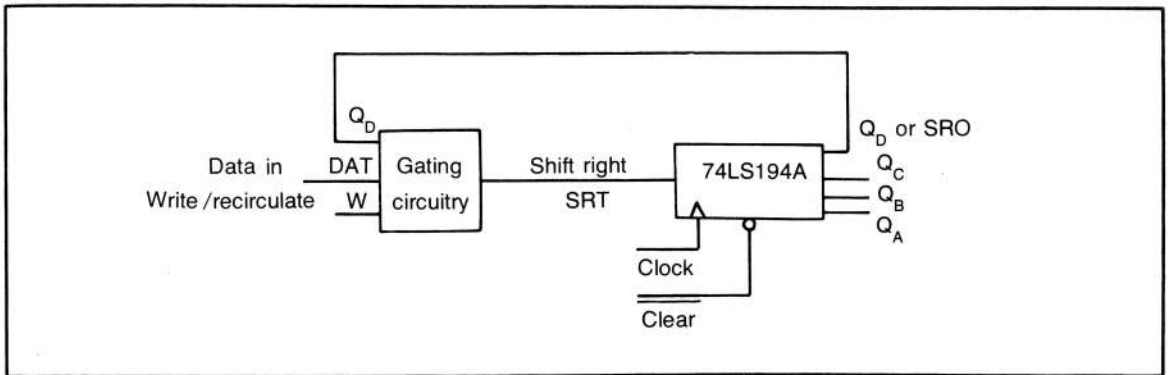 Q_D
Q_D or SRO
Data in DAT Gating Shift right 74LS194A Q_C
Write/recirculate W circuitry SRT Q_B
Q_A
Clock
Clear